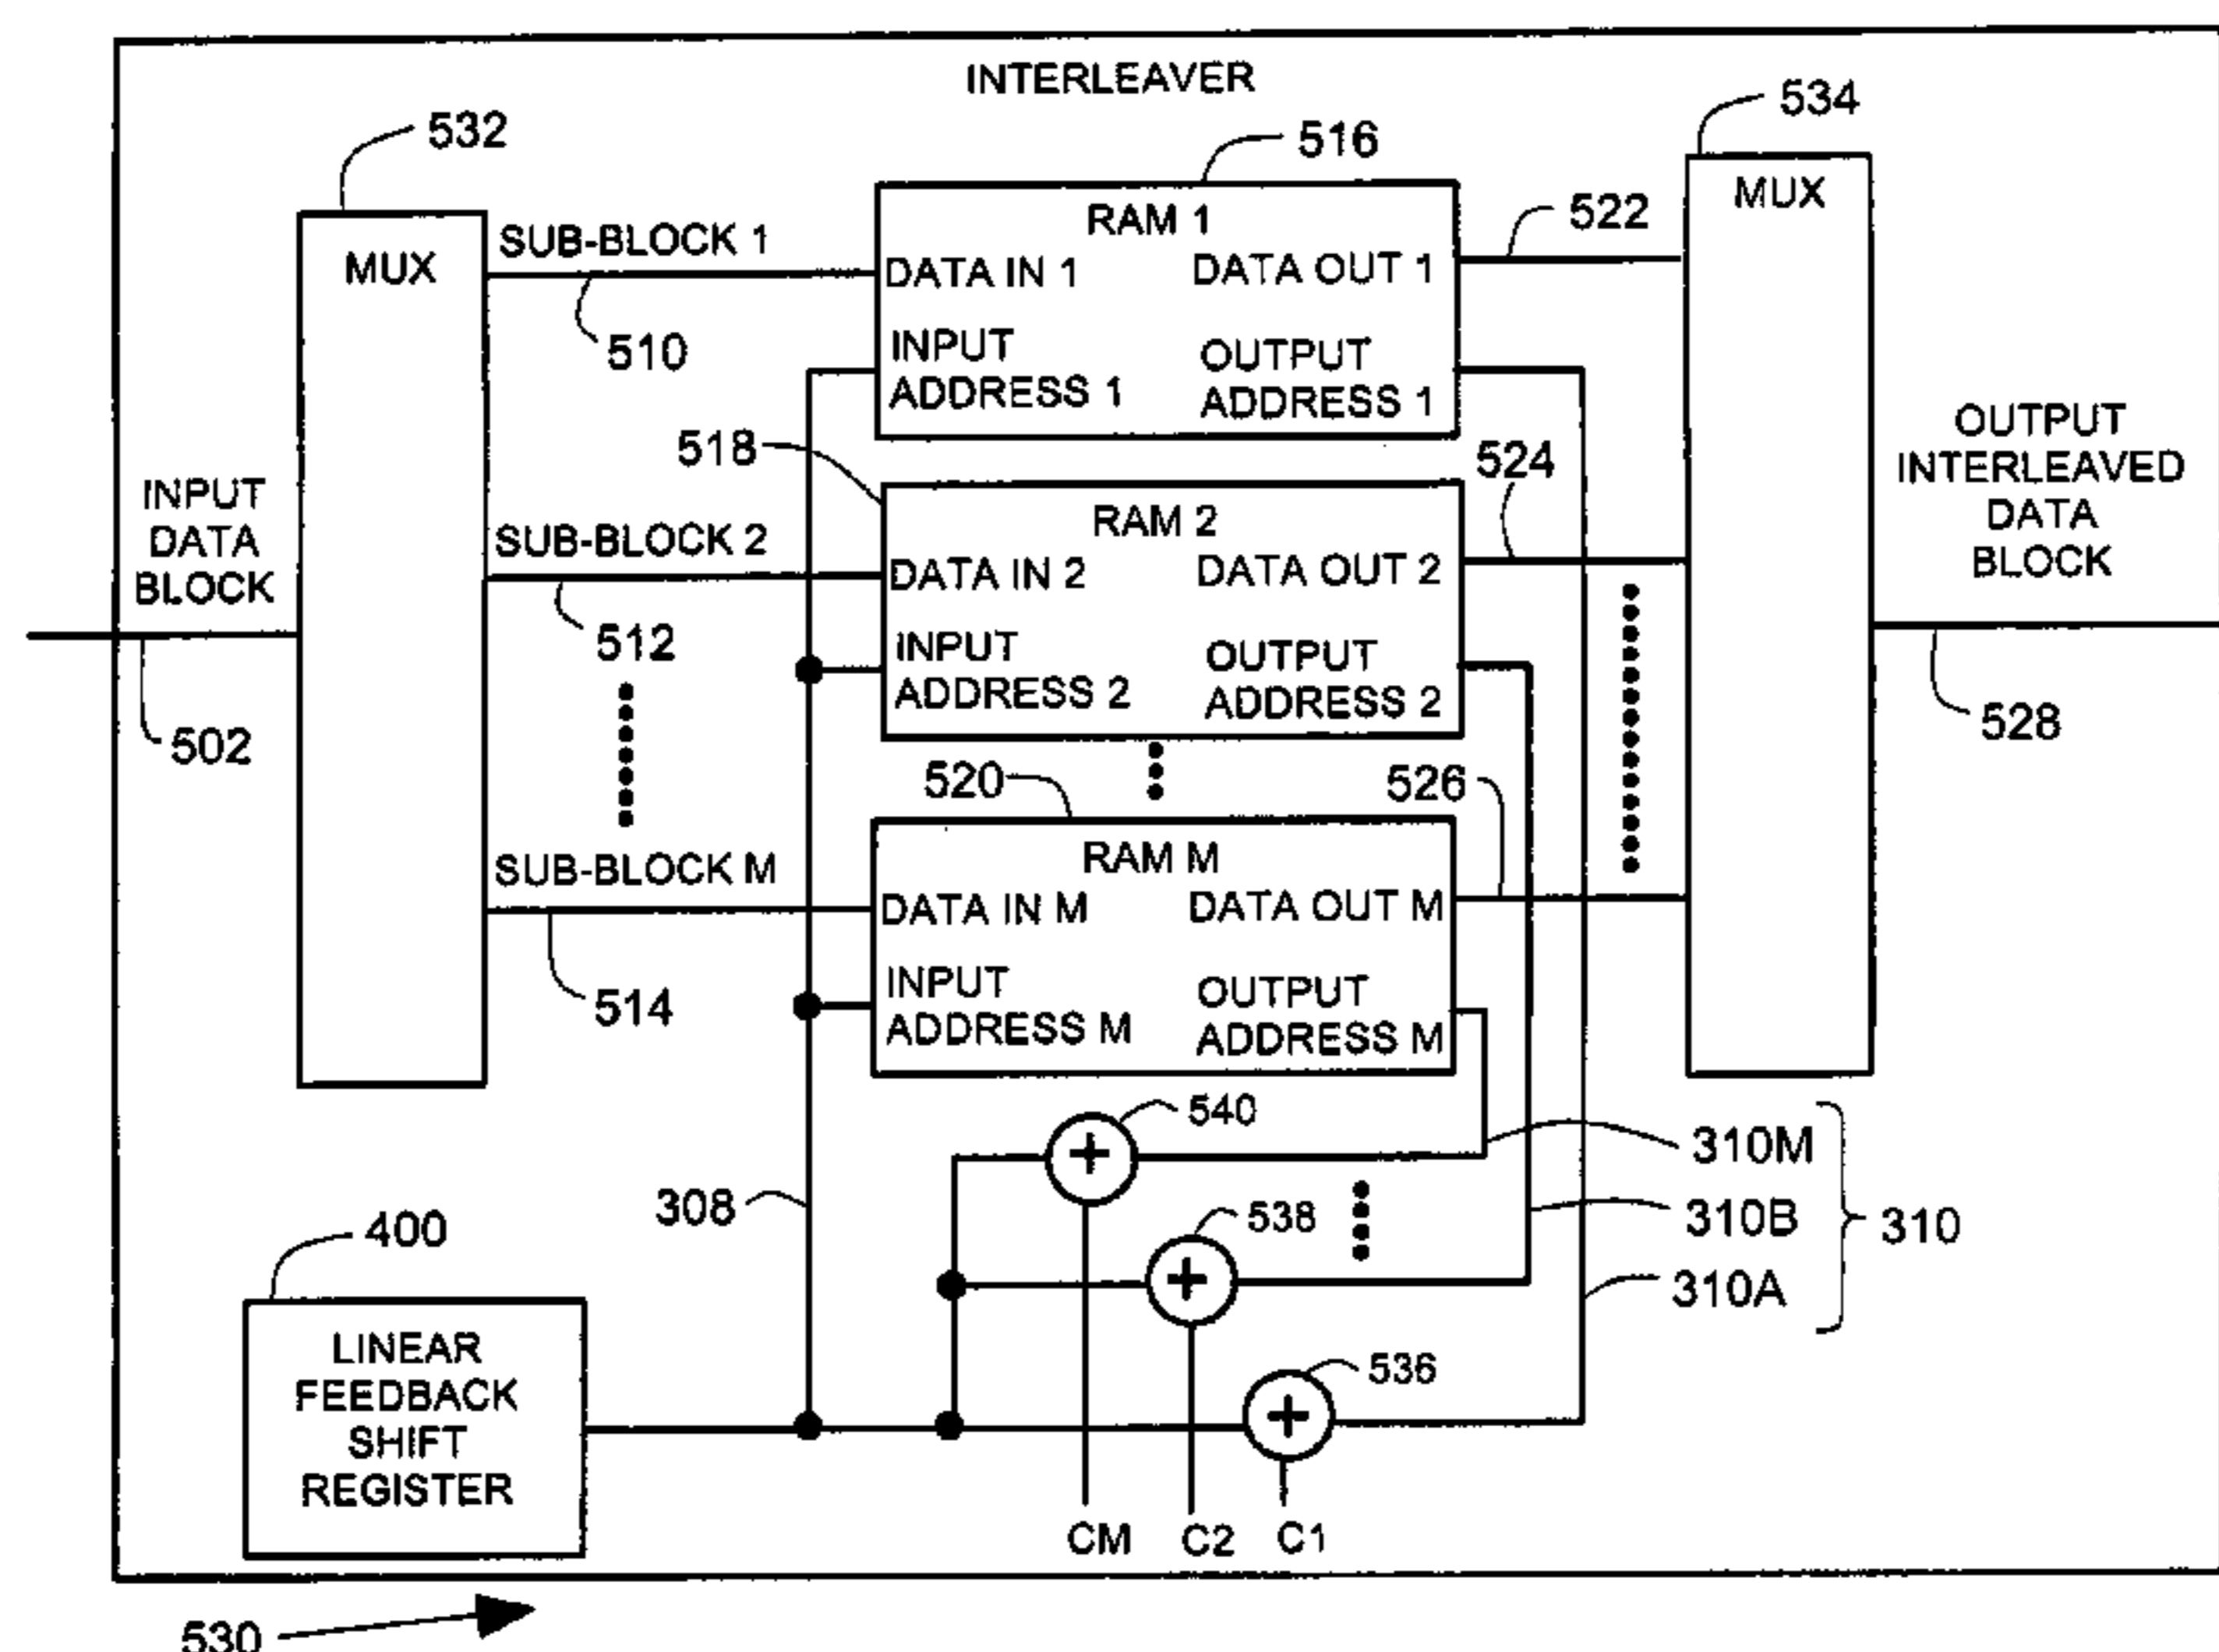 INTERLEAVER
532
534
516
MUX
MUX
SUB-BLOCK 1
510
RAM 1
DATA IN 1
DATA OUT 1
INPUT
ADDRESS 1
OUTPUT
ADDRESS 1
522
518
524
INPUT
DATA
BLOCK
502
SUB-BLOCK 2
512
RAM 2
DATA IN 2
DATA OUT 2
INPUT
ADDRESS 2
OUTPUT
ADDRESS 2
OUTPUT
INTERLEAVED
DATA
BLOCK
528
520
526
SUB-BLOCK M
514
RAM M
DATA IN M
DATA OUT M
INPUT
ADDRESS M
OUTPUT
ADDRESS M
540
308
538
536
310M
310B
310A
310
400
LINEAR
FEEDBACK
SHIFT
REGISTER
CM
C2
C1
530